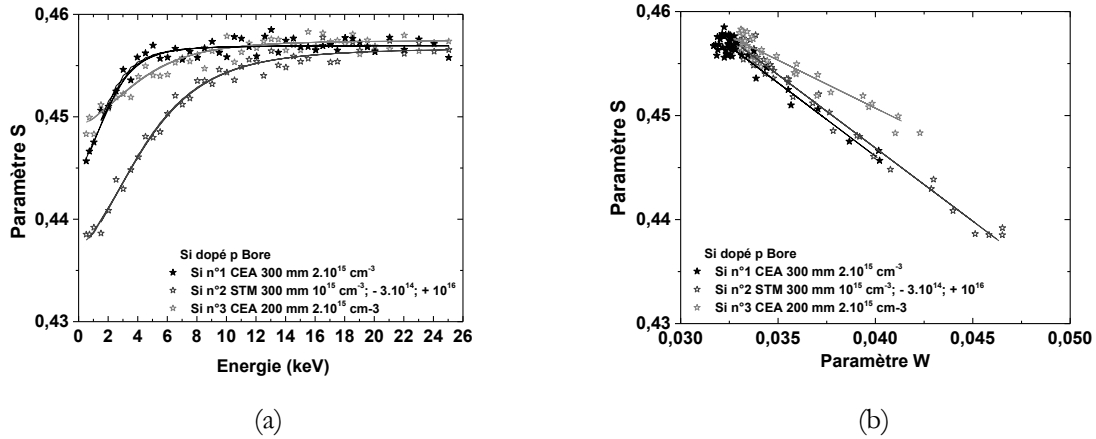 0,46
0,45
0,44
0,43
Paramètre S
Si dopé p Bore
Si n°1 CEA 300 mm 2.10¹⁵ cm⁻³
Si n°2 STM 300 mm 10¹⁵ cm⁻³; - 3.10¹⁴; + 10¹⁶
Si n°3 CEA 200 mm 2.10¹⁵ cm-3
0 2 4 6 8 10 12 14 16 18 20 22 24 26
Energie (keV)
(a)
0,46
0,45
0,44
0,43
Paramètre S
Si dopé p Bore
Si n°1 CEA 300 mm 2.10¹⁵ cm⁻³
Si n°2 STM 300 mm 10¹⁵ cm⁻³; - 3.10¹⁴; + 10¹⁶
Si n°3 CEA 200 mm 2.10¹⁵ cm-3
0,030 0,035 0,040 0,045 0,050
Paramètre W
(b)